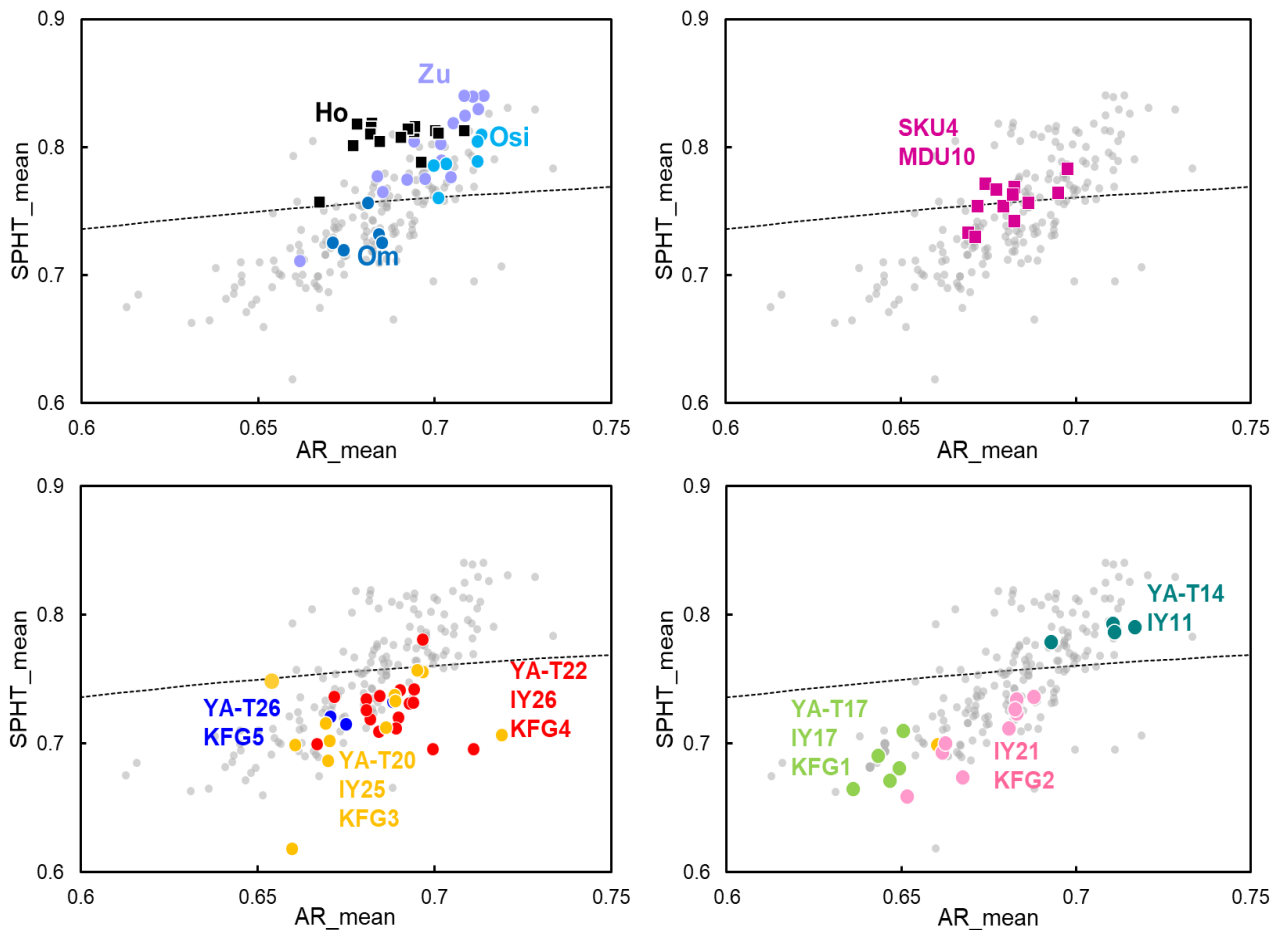 0.9
0.8
0.7
0.6
SPHT_mean
Zu
Ho
Osi
Om
0.6
0.65
0.7
0.75
AR_mean
0.9
0.8
0.7
0.6
SPHT_mean
SKU4
MDU10
0.6
0.65
0.7
0.75
AR_mean
0.9
0.8
0.7
0.6
SPHT_mean
YA-T26
KFG5
YA-T22
IY26
KFG4
YA-T20
IY25
KFG3
0.6
0.65
0.7
0.75
AR_mean
0.9
0.8
0.7
0.6
SPHT_mean
YA-T14
IY11
YA-T17
IY17
KFG1
IY21
KFG2
0.6
0.65
0.7
0.75
AR_mean